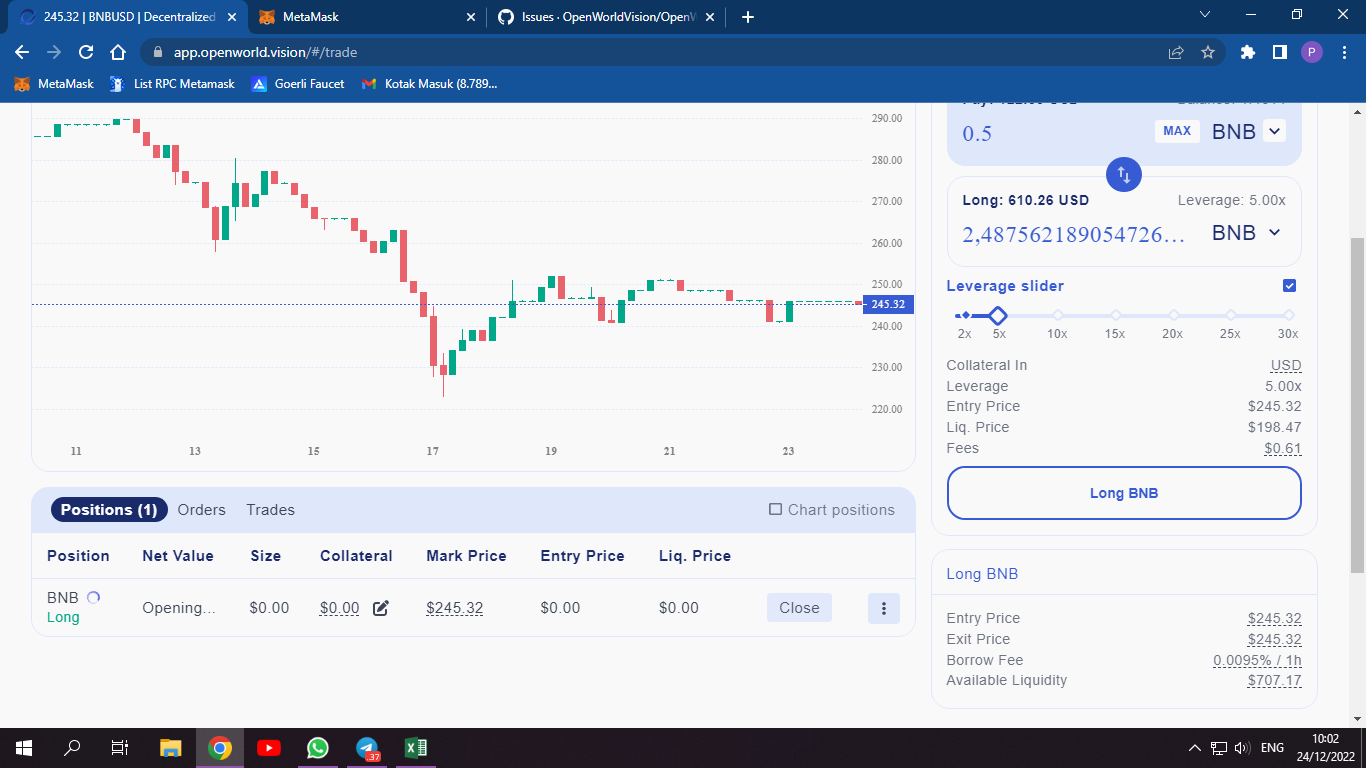 245.32 | BNBUSD | Decentralized
MetaMask
Issues · OpenWorldVision/OpenW
app.openworld.vision/#/trade
P
MetaMask
List RPC Metamask
Goerli Faucet
Kotak Masuk (8.789...
290.00
280.00
270.00
260.00
250.00
245.32
240.00
230.00
220.00
11 13 15 17 19 21 23
0.5 MAX BNB
Long: 610.26 USD Leverage: 5.00x
2,487562189054726... BNB
Leverage slider
2x 5x 10x 15x 20x 25x 30x
Collateral In USD
Leverage 5.00x
Entry Price $245.32
Liq. Price $198.47
Fees $0.61
Long BNB
Positions (1) Orders Trades Chart positions
Position Net Value Size Collateral Mark Price Entry Price Liq. Price
BNB Opening... $0.00 $0.00 $245.32 $0.00 $0.00 Close
Long
Long BNB
Entry Price $245.32
Exit Price $245.32
Borrow Fee 0.0095% / 1h
Available Liquidity $707.17
37
ENG
10:02
24/12/2022